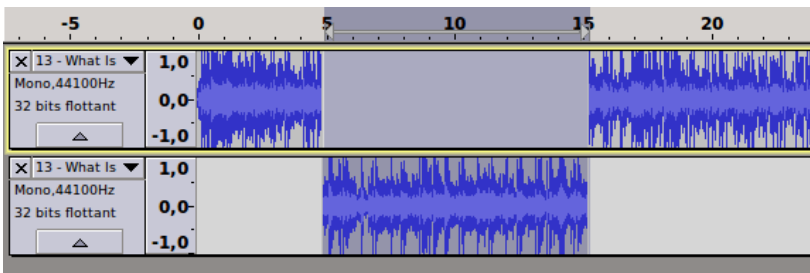 -5 0 5 10 15 20
X 13 - What Is
Mono,44100Hz
32 bits flottant
1,0
0,0-
-1,0
X 13 - What Is
Mono,44100Hz
32 bits flottant
1,0
0,0-
-1,0